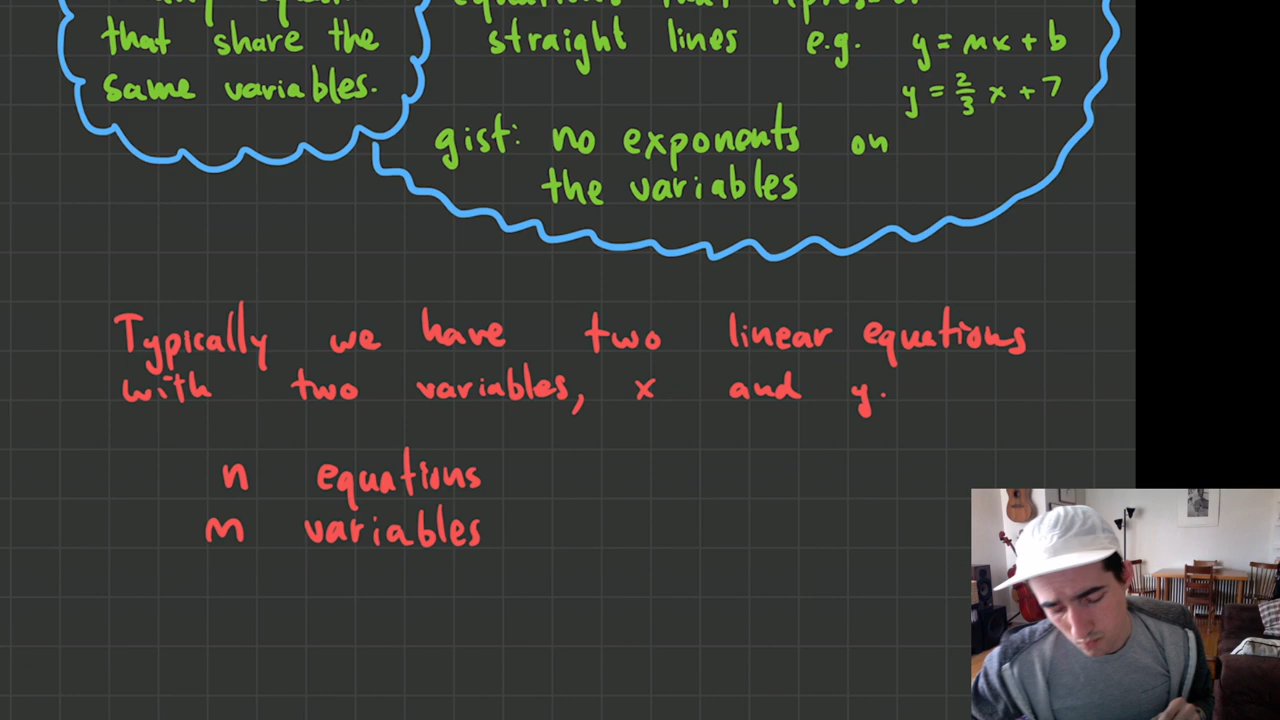 that share the
same variables.
straight lines e.g. y = mx + b
y = 2/3 x + 7
gist: no exponents on
the variables
Typically we have two linear equations
with two variables, x and y.
n equations
m variables